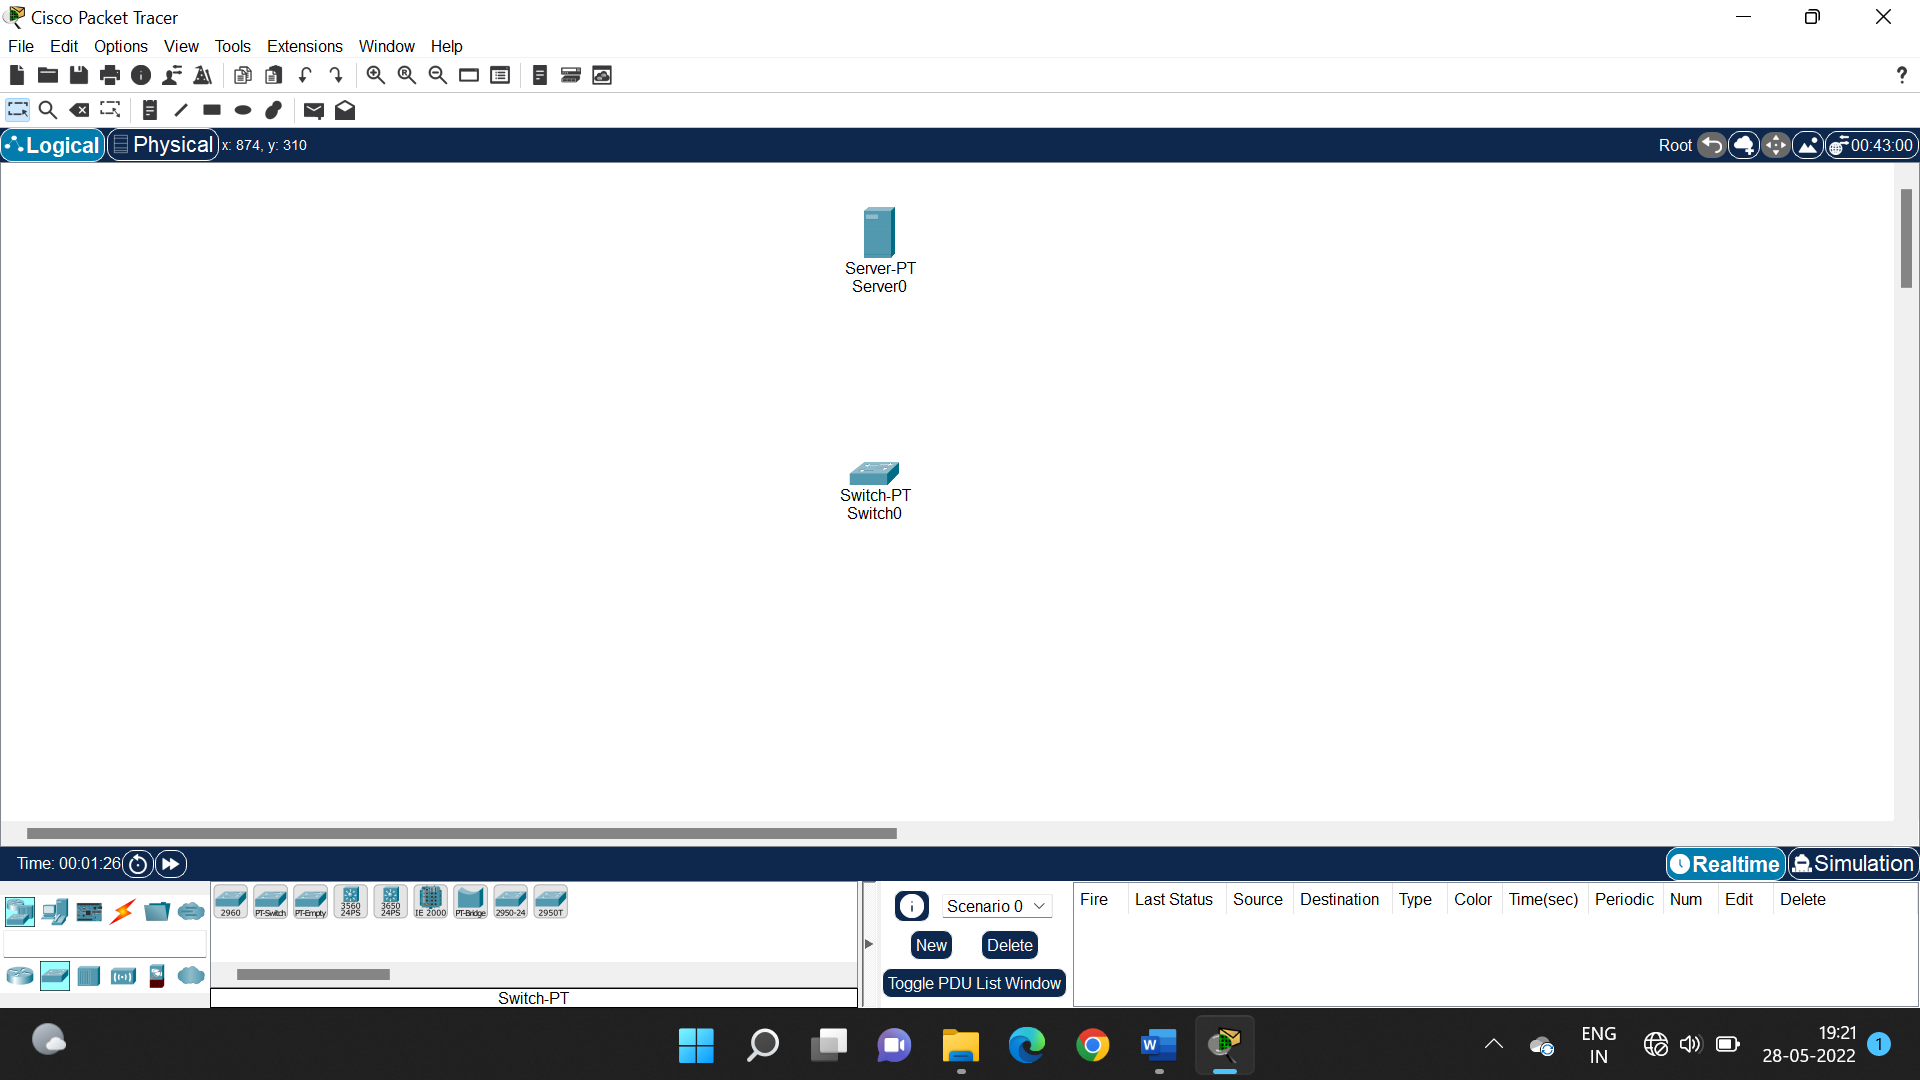 Cisco Packet Tracer
File Edit Options View Tools Extensions Window Help
?
Logical Physical x: 874, y: 310 Root 00:43:00
Server-PT
Server0
Switch-PT
Switch0
Time: 00:01:26 Realtime Simulation
2960 PT-Switch PT-Empty 3560 24PS 3650 24PS IE 2000 PT-Bridge 2950-24 2950T
Scenario 0
New Delete
Toggle PDU List Window
Fire Last Status Source Destination Type Color Time(sec) Periodic Num Edit Delete
Switch-PT
ENG
IN
19:21
28-05-2022
1